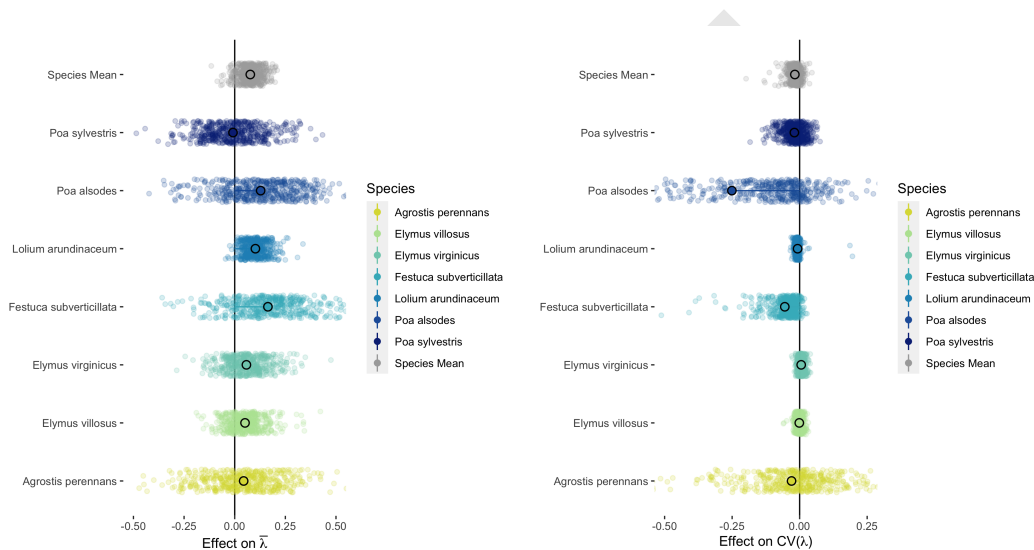 Species Mean
Poa sylvestris
Poa alsodes
Lolium arundinaceum
Festuca subverticillata
Elymus virginicus
Elymus villosus
Agrostis perennans
-0.50 -0.25 0.00 0.25 0.50
Effect on λ̅
Species
Agrostis perennans
Elymus villosus
Elymus virginicus
Festuca subverticillata
Lolium arundinaceum
Poa alsodes
Poa sylvestris
Species Mean
Species Mean
Poa sylvestris
Poa alsodes
Lolium arundinaceum
Festuca subverticillata
Elymus virginicus
Elymus villosus
Agrostis perennans
-0.50 -0.25 0.00 0.25
Effect on CV(λ)
Species
Agrostis perennans
Elymus villosus
Elymus virginicus
Festuca subverticillata
Lolium arundinaceum
Poa alsodes
Poa sylvestris
Species Mean